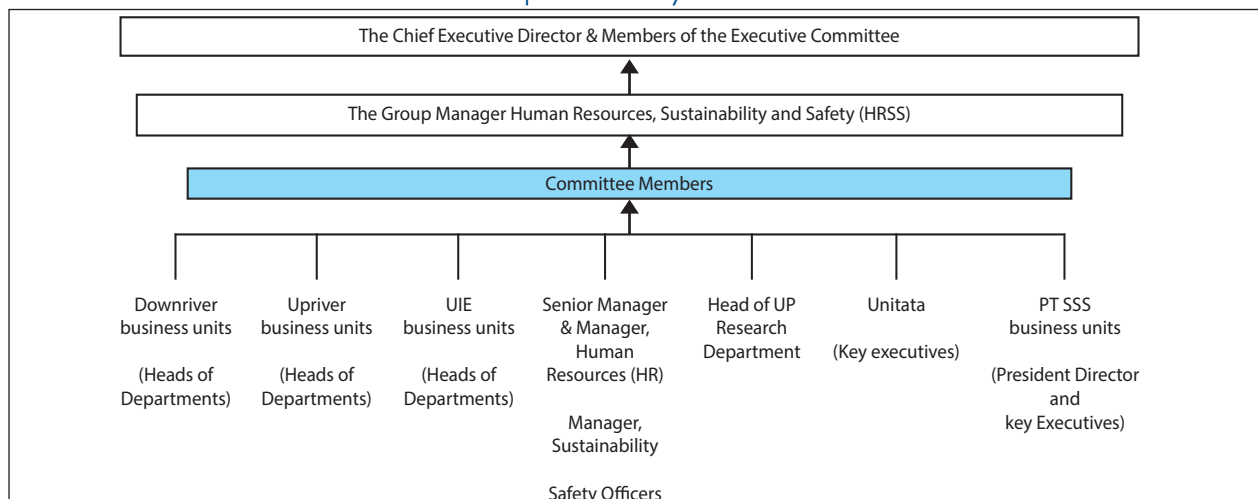 The Chief Executive Director & Members of the Executive Committee
The Group Manager Human Resources, Sustainability and Safety (HRSS)
Committee Members
Downriver
business units
(Heads of
Departments)
Upriver
business units
(Heads of
Departments)
UIE
business units
(Heads of
Departments)
Senior Manager
& Manager,
Human
Resources (HR)
Manager,
Sustainability
Safety Officers
Head of UP
Research
Department
Unitata
(Key executives)
PT SSS
business units
(President Director
and
key Executives)